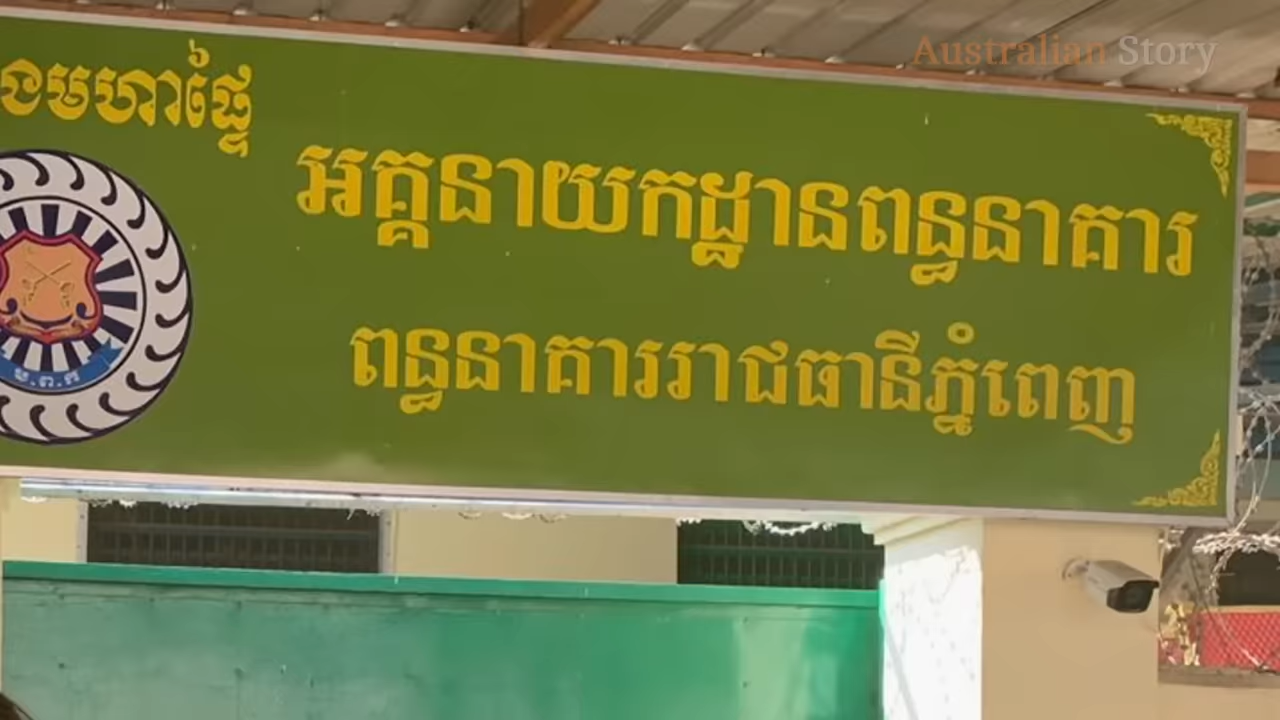 Australian Story
ងមហាផ្ទៃ
អគ្គនាយកដ្ឋានពន្ធនាគារ
ពន្ធនាគាររាជធានីភ្នំពេញ